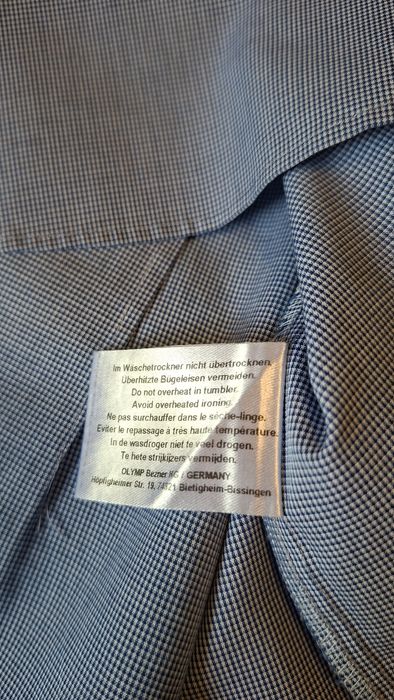 Im Wäschetrockner nicht übertrocknen.
Überhitzte Bügeleisen vermeiden.
Do not overheat in tumbler.
Avoid overheated ironing.
Ne pas surchauffer dans le sèche-linge.
Eviter le repassage à très haute température.
In de wasdroger niet te veel drogen.
Te hete strijkijzers vermijden.
OLYMP Bezner KG / GERMANY
Höpfigheimer Str. 19, 74321 Bietigheim-Bissingen